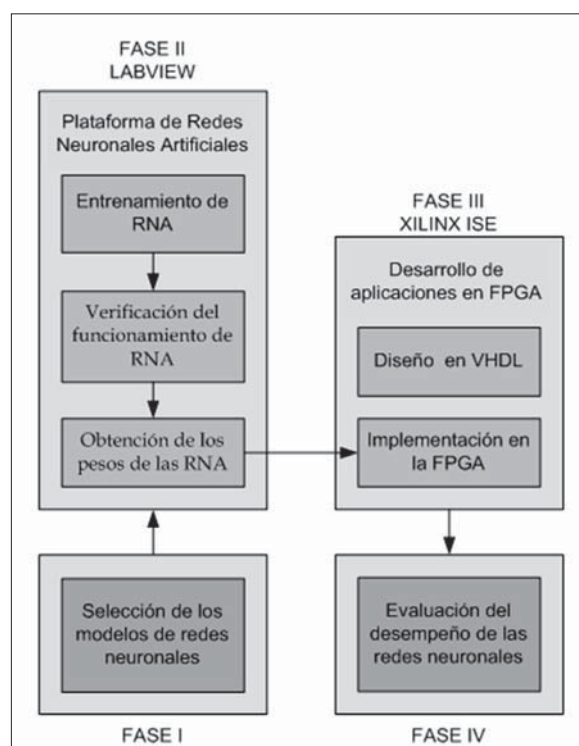 FASE II
LABVIEW
Plataforma de Redes
Neuronales Artificiales
Entrenamiento de
RNA
Verificación del
funcionamiento de
RNA
Obtención de los
pesos de las RNA
FASE III
XILINX ISE
Desarrollo de
aplicaciones en FPGA
Diseño en VHDL
Implementación en
la FPGA
Selección de los
modelos de redes
neuronales
FASE I
Evaluación del
desempeño de las
redes neuronales
FASE IV